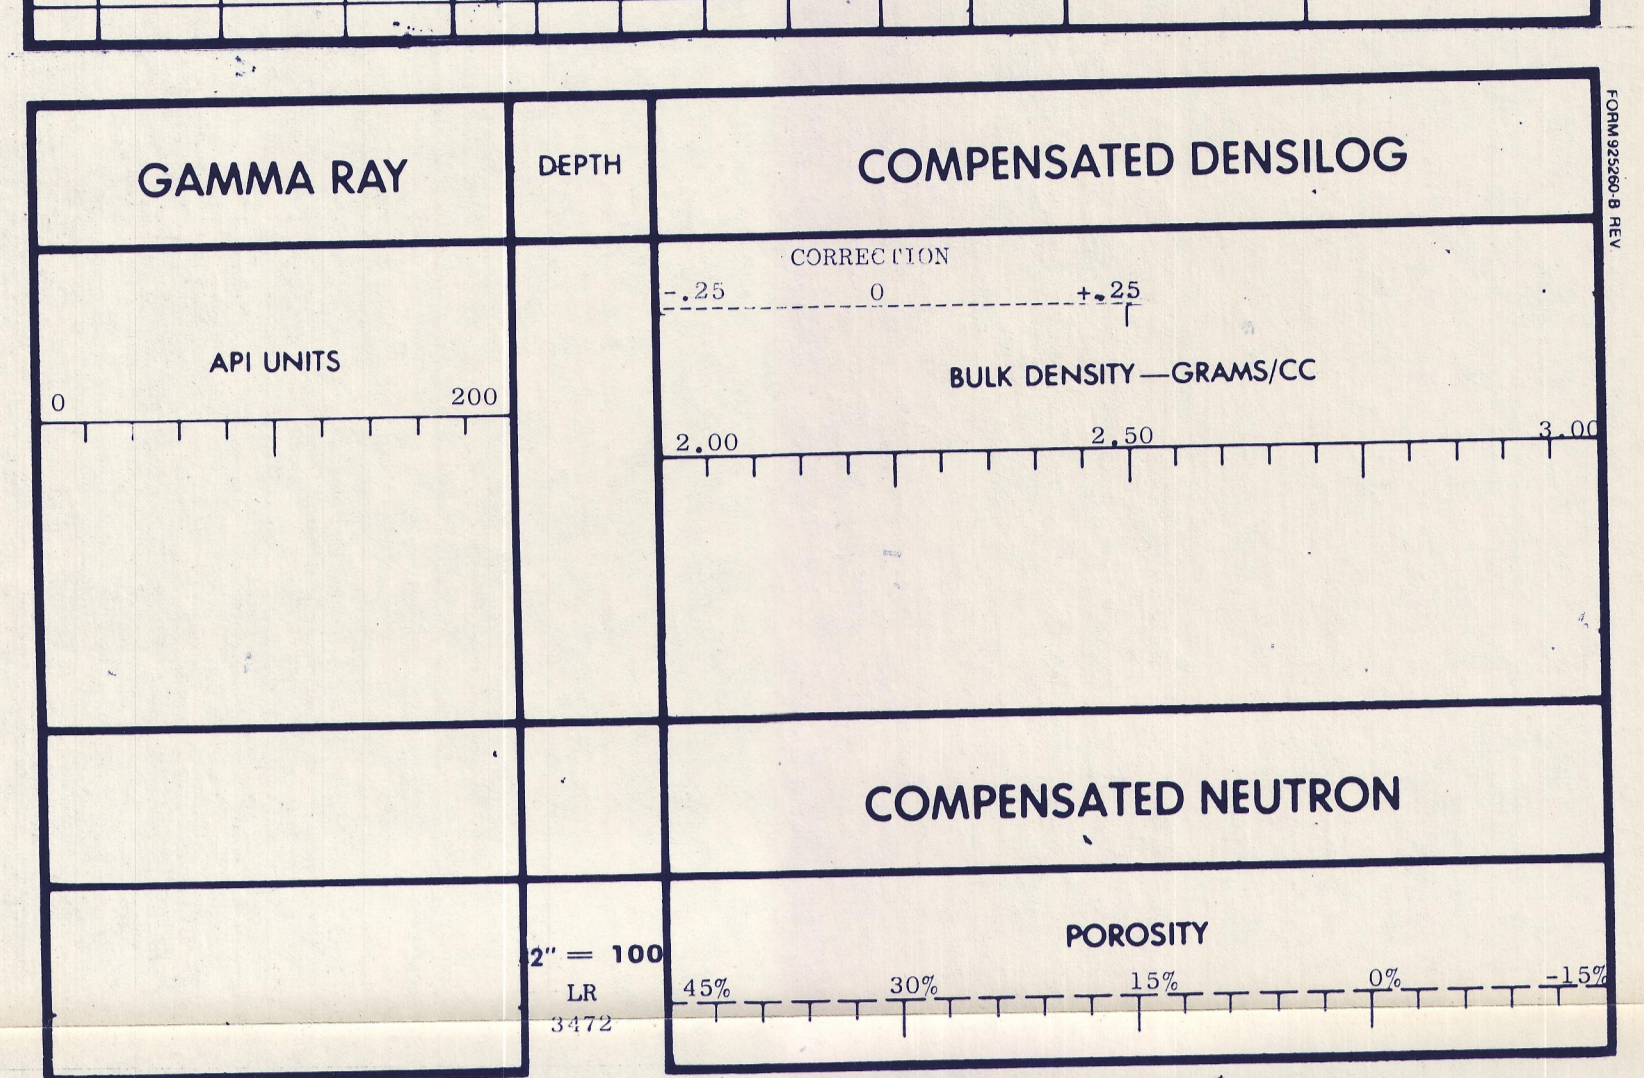 GAMMA RAY
DEPTH
COMPENSATED DENSILOG
FORM 925260-B REV.
API UNITS
0 200
CORRECTION
-.25 0 +.25
BULK DENSITY—GRAMS/CC
2.00 2.50 3.00
COMPENSATED NEUTRON
2" = 100
LR
3472
POROSITY
45% 30% 15% 0% -15%